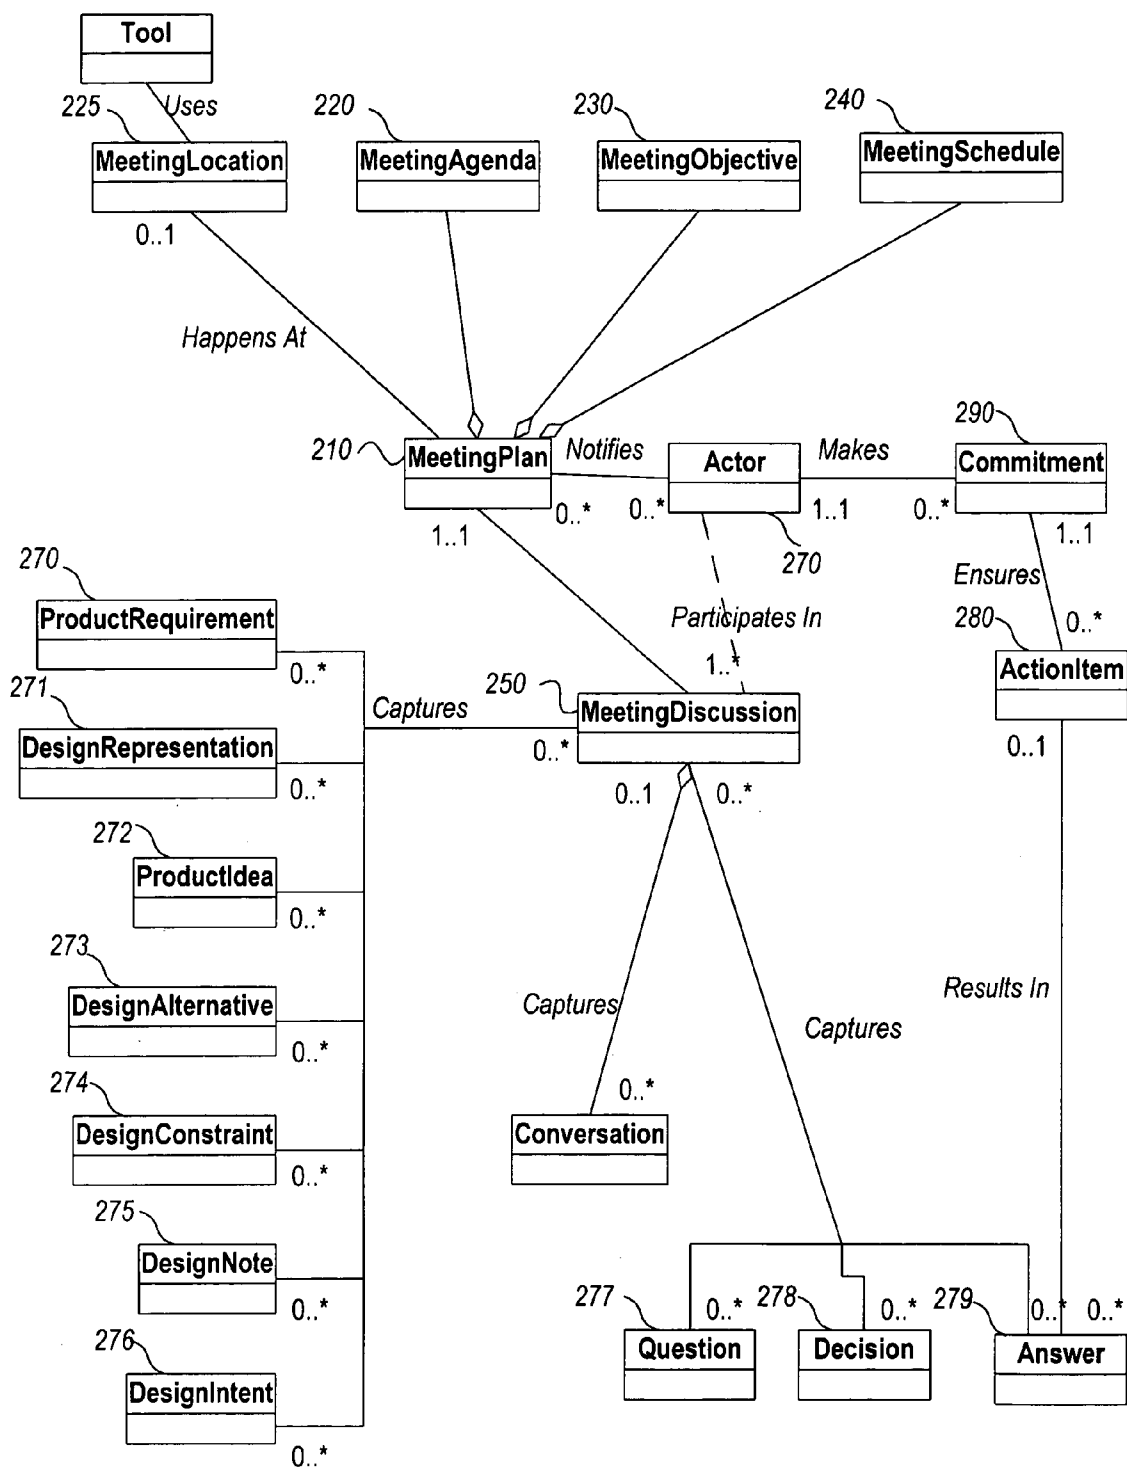 Tool
225
Uses
220
230
240
MeetingLocation
MeetingAgenda
MeetingObjective
MeetingSchedule
0..1
Happens At
210
MeetingPlan
Notifies
Actor
Makes
290
Commitment
1..1
0..*
0..*
1..1
0..*
1..1
270
270
ProductRequirement
0..*
Ensures
280
0..*
ActionItem
0..1
Participates In
1..*
271
DesignRepresentation
0..*
Captures
250
MeetingDiscussion
0..*
0..1
0..*
272
ProductIdea
0..*
273
DesignAlternative
0..*
Captures
Captures
Results In
274
DesignConstraint
0..*
0..*
Conversation
275
DesignNote
0..*
276
DesignIntent
0..*
277
0..*
278
0..*
279
0..*
0..*
Question
Decision
Answer